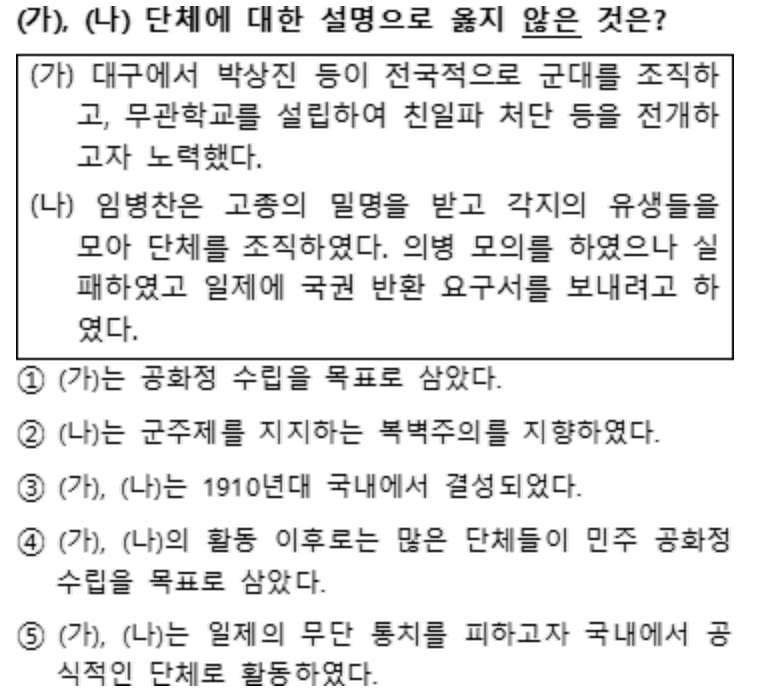 (가), (나) 단체에 대한 설명으로 옳지 않은 것은?
(가) 대구에서 박상진 등이 전국적으로 군대를 조직하
고, 무관학교를 설립하여 친일파 처단 등을 전개하
고자 노력했다.
(나) 임병찬은 고종의 밀명을 받고 각지의 유생들을
모아 단체를 조직하였다. 의병 모의를 하였으나 실
패하였고 일제에 국권 반환 요구서를 보내려고 하
였다.
① (가)는 공화정 수립을 목표로 삼았다.
② (나)는 군주제를 지지하는 복벽주의를 지향하였다.
③ (가), (나)는 1910년대 국내에서 결성되었다.
④ (가), (나)의 활동 이후로는 많은 단체들이 민주 공화정
수립을 목표로 삼았다.
⑤ (가), (나)는 일제의 무단 통치를 피하고자 국내에서 공
식적인 단체로 활동하였다.